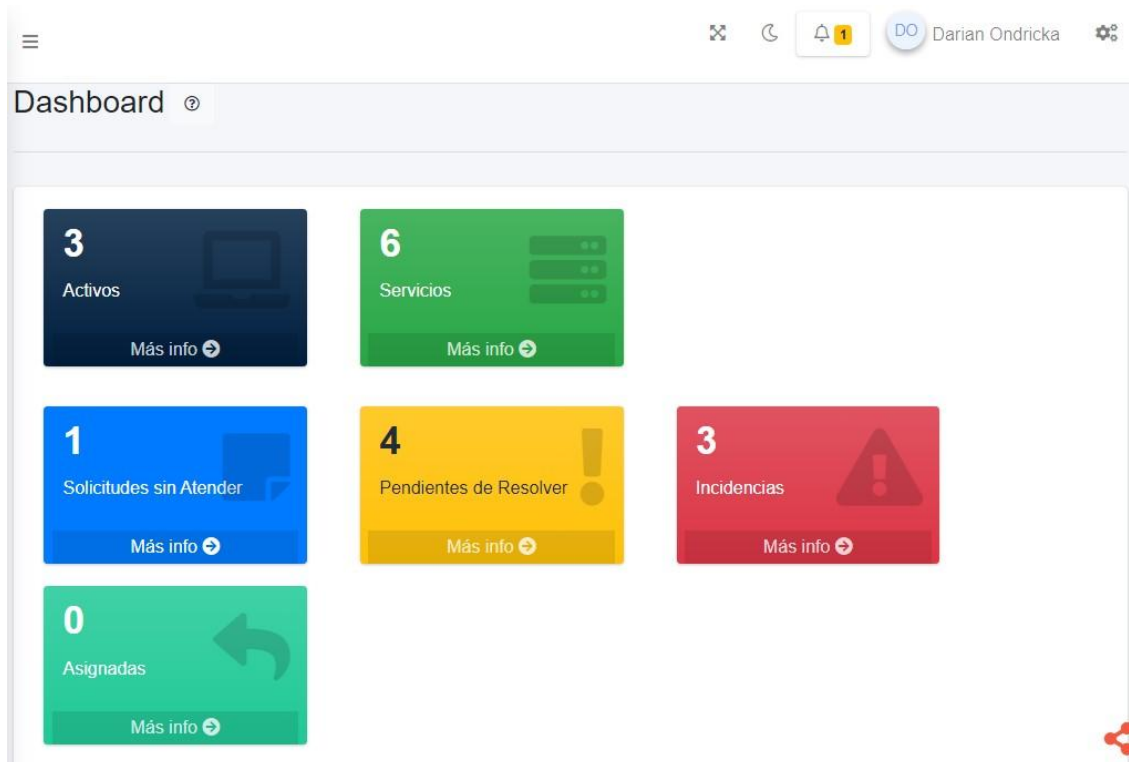 1
DO
Darian Ondricka
Dashboard
3
Activos
Más info
6
Servicios
Más info
1
Solicitudes sin Atender
Más info
4
Pendientes de Resolver
Más info
3
Incidencias
Más info
0
Asignadas
Más info